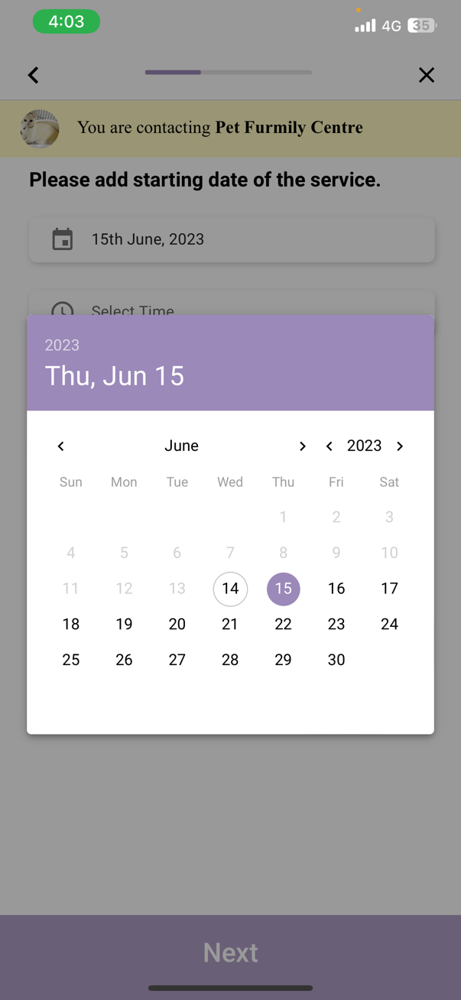 4:03
4G 35
You are contacting Pet Furmily Centre
Please add starting date of the service.
15th June, 2023
Select Time
2023
Thu, Jun 15
June 2023
Sun Mon Tue Wed Thu Fri Sat
1 2 3
4 5 6 7 8 9 10
11 12 13 14 15 16 17
18 19 20 21 22 23 24
25 26 27 28 29 30
Next